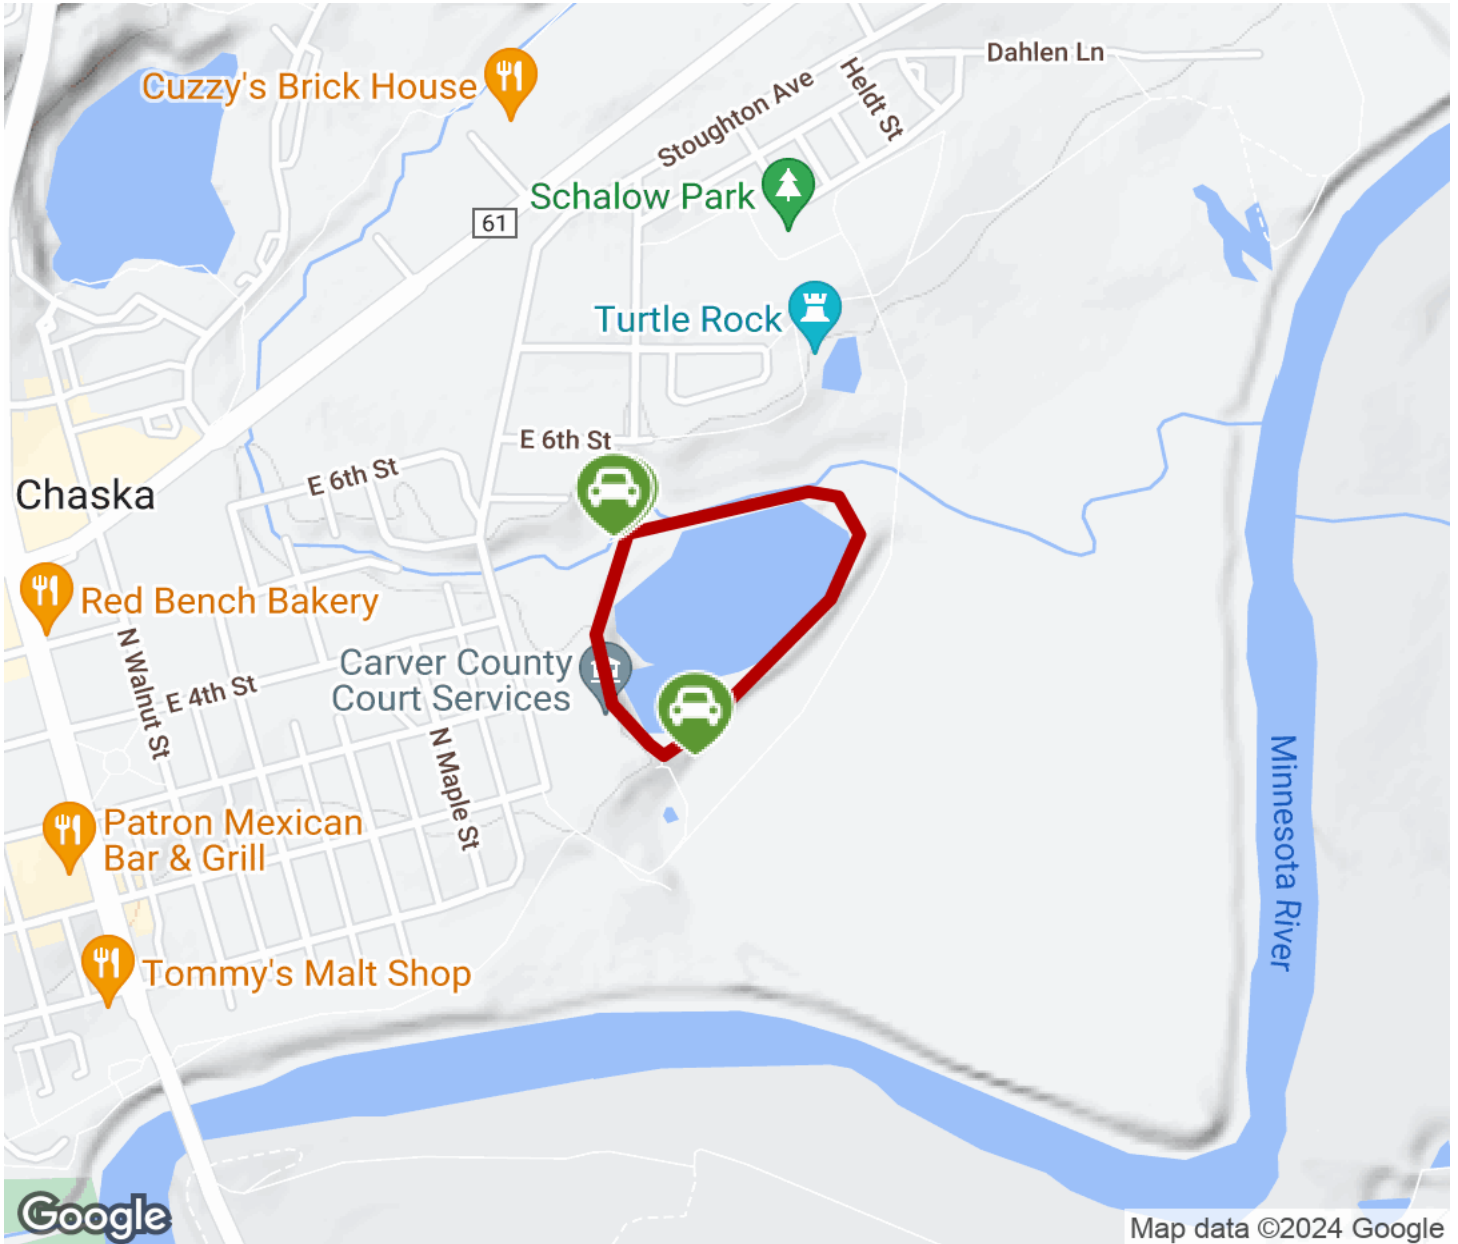 Dahlen Ln
Cuzzy's Brick House
Heldt St
Stoughton Ave
Schalow Park
61
Turtle Rock
E 6th St
E 6th St
Chaska
Red Bench Bakery
N Walnut St
Carver County
Court Services
E 4th St
N Maple St
Minnesota River
Patron Mexican
Bar & Grill
Tommy's Malt Shop
Google
Map data ©2024 Google